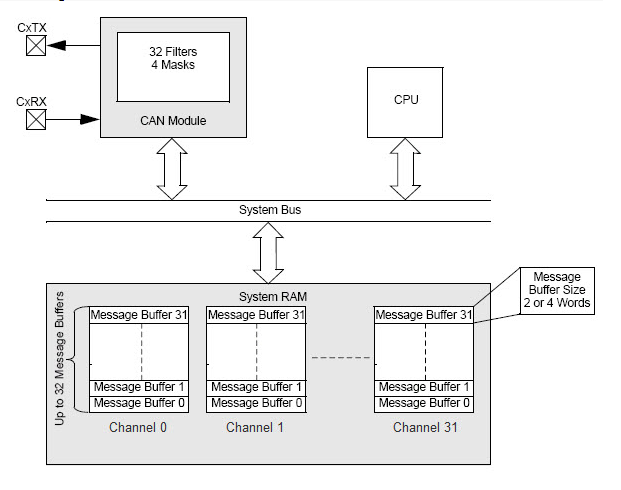 CxTX
32 Filters
4 Masks
CxRX
CAN Module
CPU
System Bus
Message
Buffer Size
2 or 4 Words
System RAM
Up to 32 Message Buffers
Message Buffer 31
Message Buffer 31
Message Buffer 31
Message Buffer 1
Message Buffer 1
Message Buffer 1
Message Buffer 0
Message Buffer 0
Message Buffer 0
Channel 0
Channel 1
Channel 31